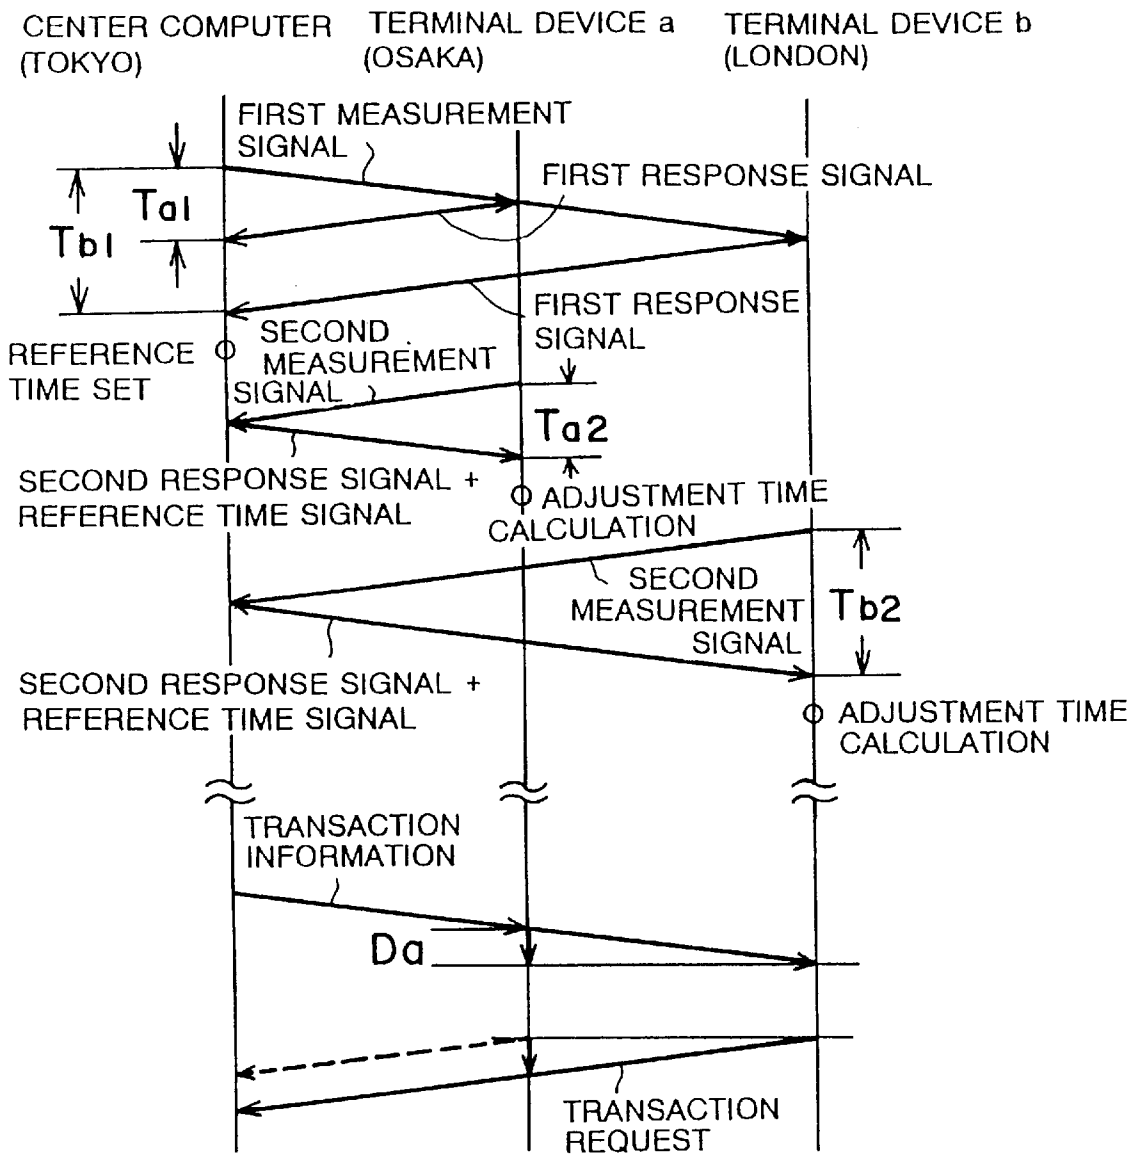 CENTER COMPUTER
(TOKYO)
TERMINAL DEVICE a
(OSAKA)
TERMINAL DEVICE b
(LONDON)
FIRST MEASUREMENT
SIGNAL
FIRST RESPONSE SIGNAL
Ta1
Tb1
FIRST RESPONSE
SIGNAL
REFERENCE
TIME SET
SECOND
MEASUREMENT
SIGNAL
Ta2
SECOND RESPONSE SIGNAL +
REFERENCE TIME SIGNAL
ADJUSTMENT TIME
CALCULATION
SECOND
MEASUREMENT
SIGNAL
Tb2
SECOND RESPONSE SIGNAL +
REFERENCE TIME SIGNAL
ADJUSTMENT TIME
CALCULATION
TRANSACTION
INFORMATION
Da
TRANSACTION
REQUEST